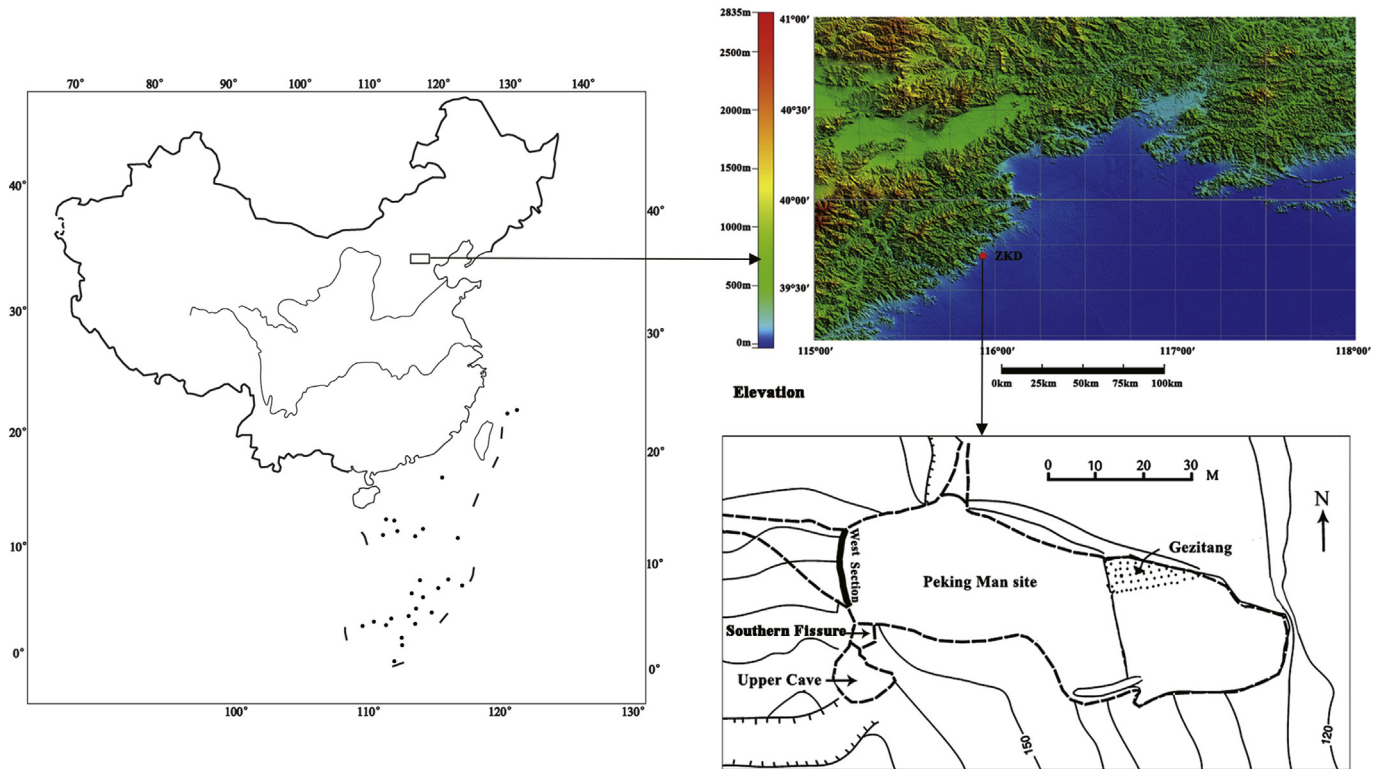 70°
80°
90°
100°
110°
120°
130°
140°
40°
30°
20°
10°
0°
40°
30°
20°
10°
0°
100°
110°
120°
130°
2835m
2500m
2000m
1500m
1000m
500m
0m
Elevation
41°00′
40°30′
40°00′
39°30′
ZKD
115°00′
116°00′
117°00′
118°00′
0km
25km
50km
75km
100km
0
10
20
30
M
N
West Section
Gezitang
Peking Man site
Southern Fissure
Upper Cave
150
120